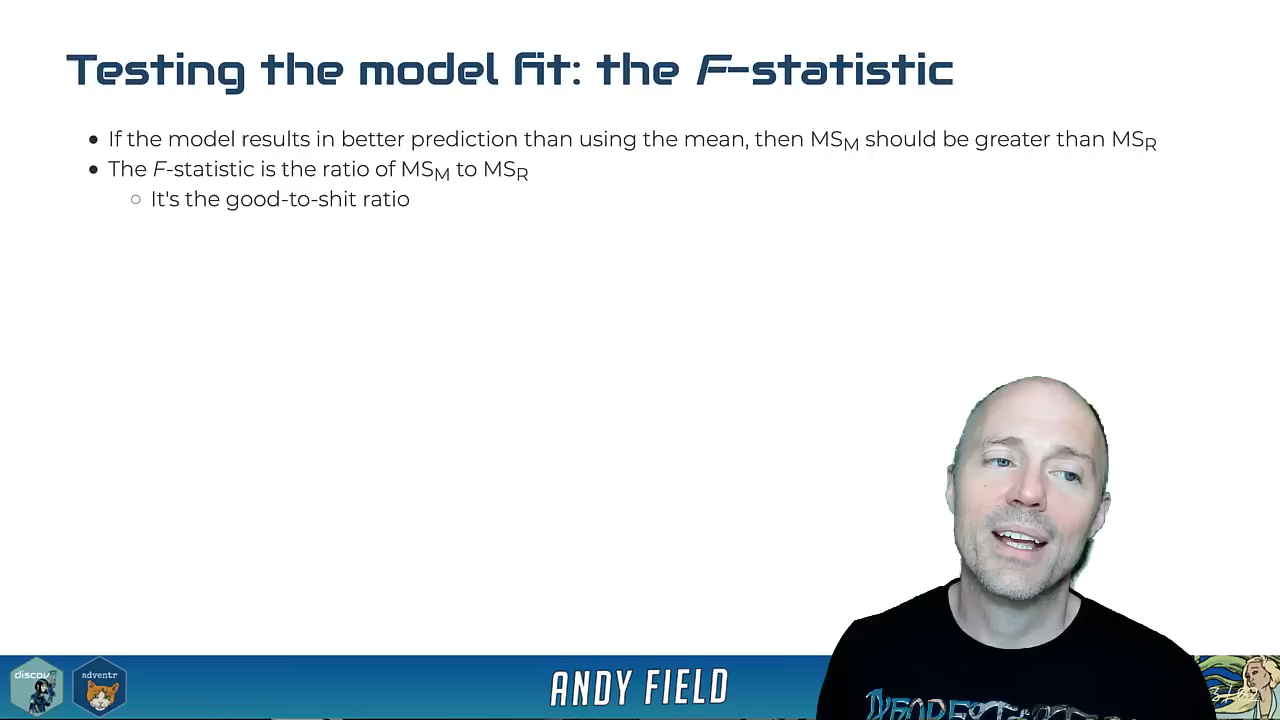 Testing the model fit: the F-statistic
• If the model results in better prediction than using the mean, then MSM should be greater than MSR
• The F-statistic is the ratio of MSM to MSR
○ It's the good-to-shit ratio
discovr
adventr
ANDY FIELD